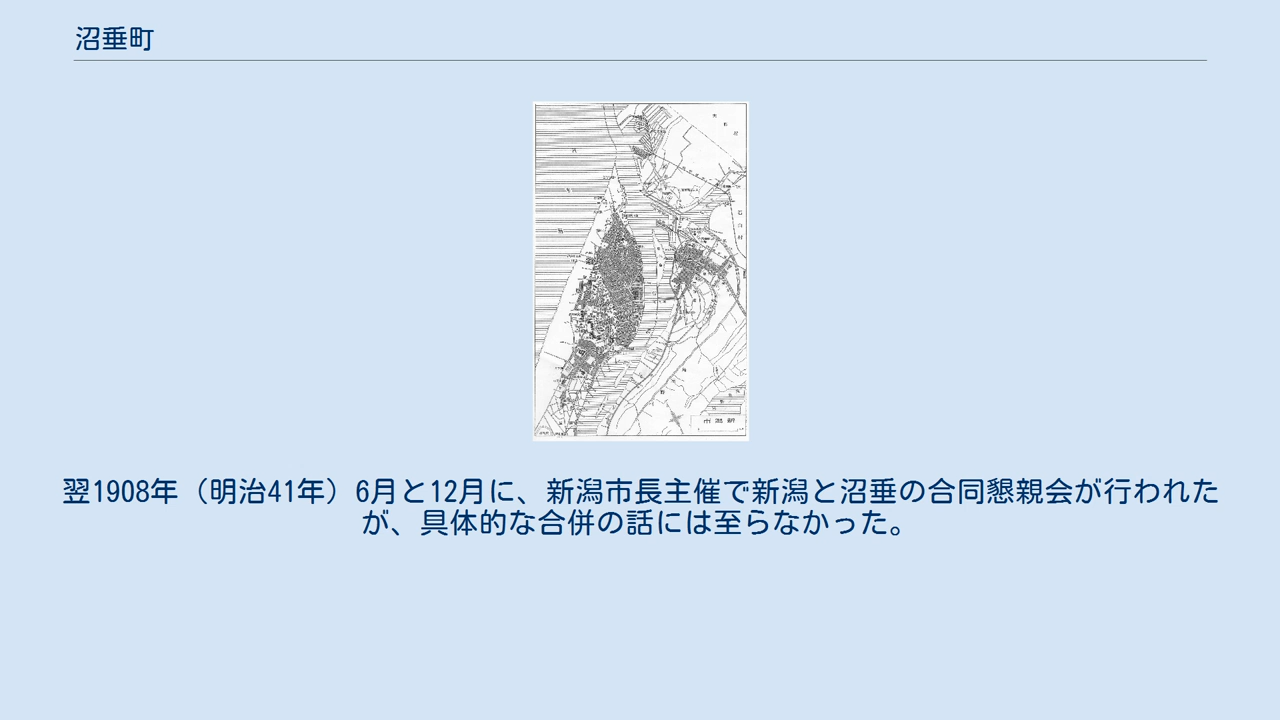 沼垂町
翌1908年（明治41年）6月と12月に、新潟市長主催で新潟と沼垂の合同懇親会が行われた
が、具体的な合併の話には至らなかった。
市潟新